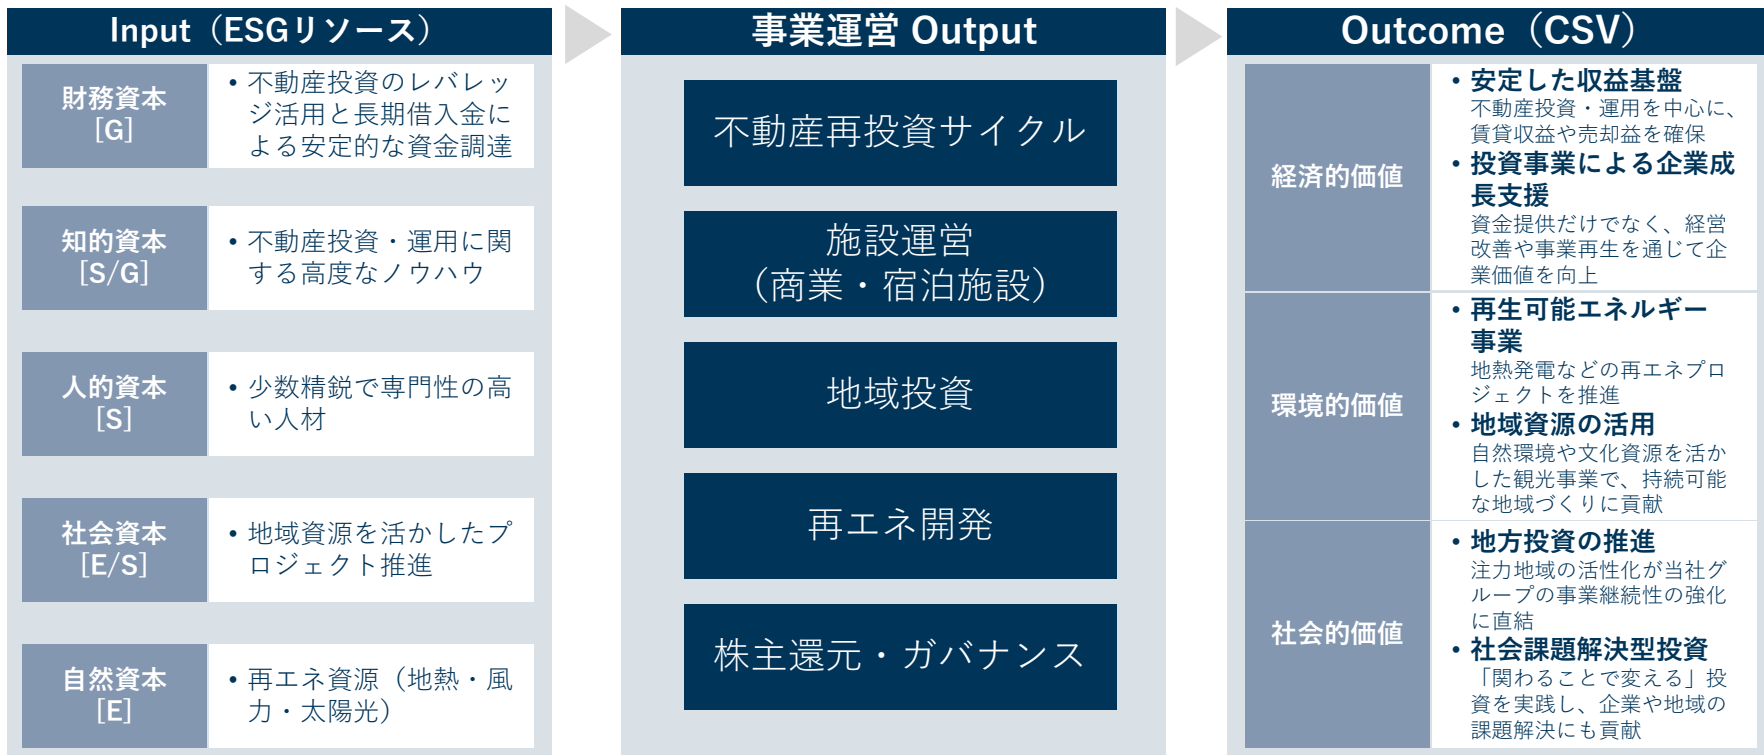 Input（ESGリソース）
財務資本
[G]
• 不動産投資のレバレッ
ジ活用と長期借入金に
よる安定的な資金調達
知的資本
[S/G]
• 不動産投資・運用に関
する高度なノウハウ
人的資本
[S]
• 少数精鋭で専門性の高
い人材
社会資本
[E/S]
• 地域資源を活かしたプ
ロジェクト推進
自然資本
[E]
• 再エネ資源（地熱・風
力・太陽光）
事業運営 Output
不動産再投資サイクル
施設運営
（商業・宿泊施設）
地域投資
再エネ開発
株主還元・ガバナンス
Outcome（CSV）
経済的価値
• 安定した収益基盤
不動産投資・運用を中心に、
賃貸収益や売却益を確保
• 投資事業による企業成
長支援
資金提供だけでなく、経営
改善や事業再生を通じて企
業価値を向上
環境的価値
• 再生可能エネルギー
事業
地熱発電などの再エネプロ
ジェクトを推進
• 地域資源の活用
自然環境や文化資源を活か
した観光事業で、持続可能
な地域づくりに貢献
社会的価値
• 地方投資の推進
注力地域の活性化が当社グ
ループの事業継続性の強化
に直結
• 社会課題解決型投資
「関わることで変える」投
資を実践し、企業や地域の
課題解決にも貢献